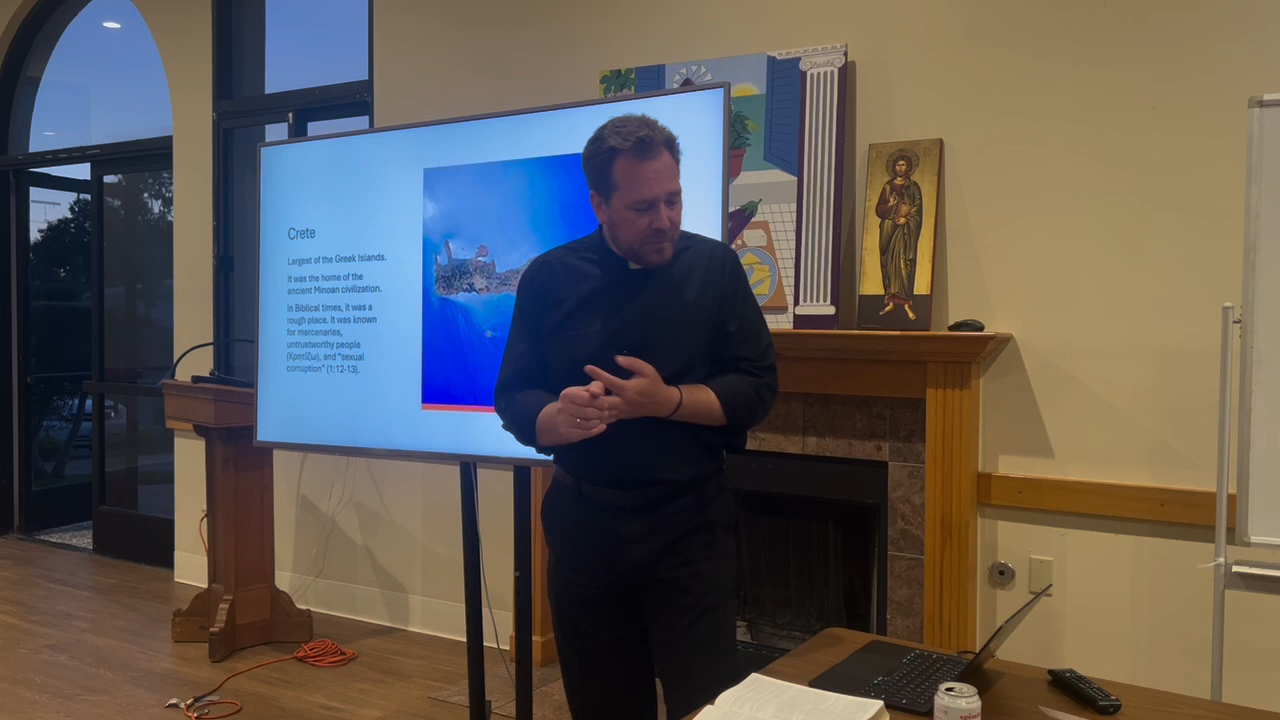 Crete
Largest of the Greek Islands.
It was the home of the
ancient Minoan civilization.
In Biblical times, it was a
rough place. It was known
for mercenaries,
untrustworthy people
(Κρητίζω), and “sexual
corruption” (1:12-13).